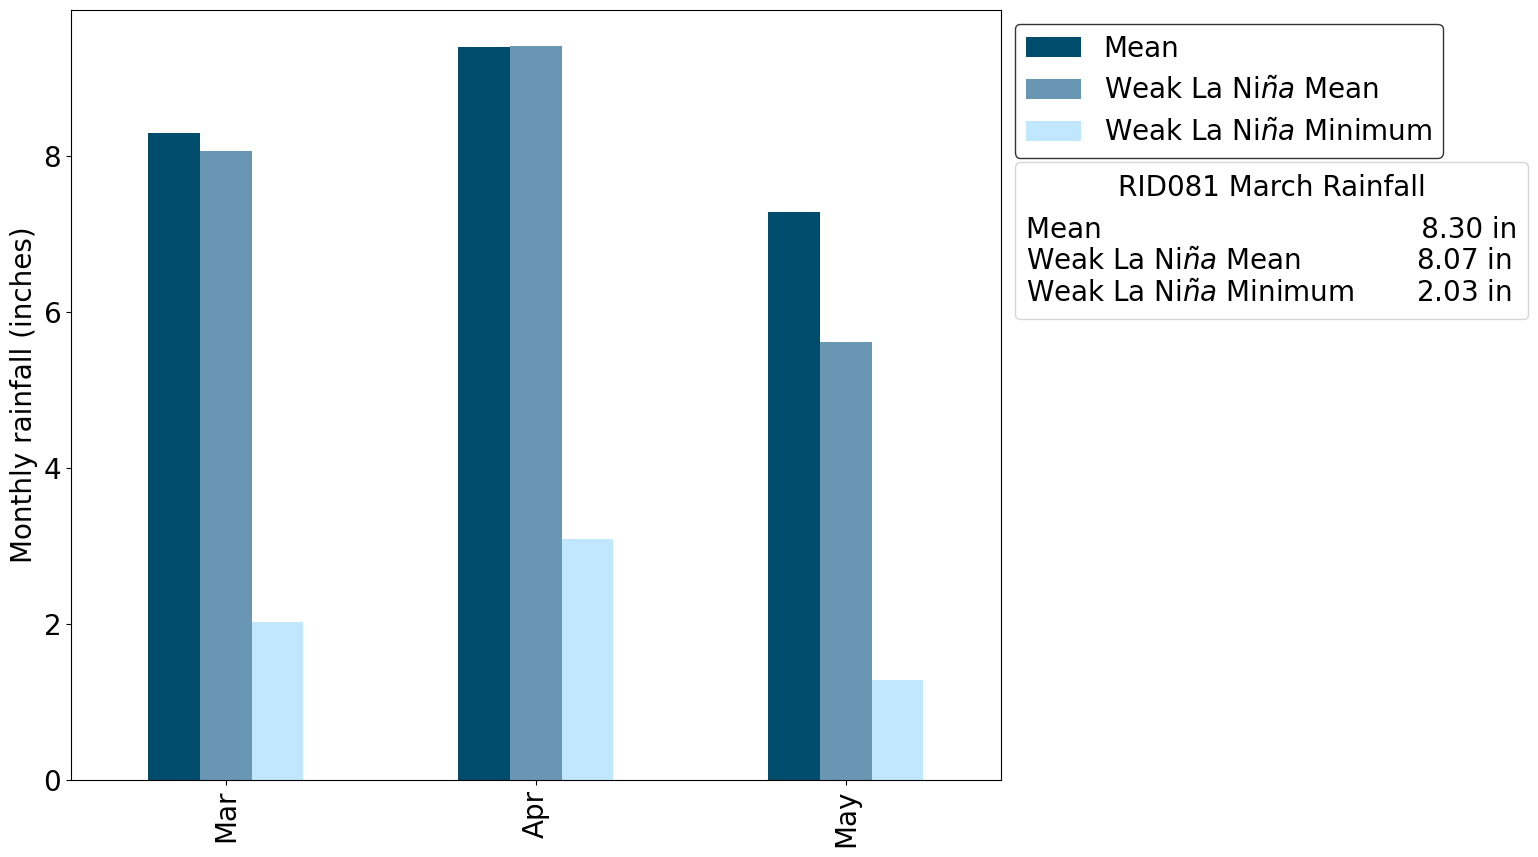 Monthly rainfall (inches)
8
6
4
2
0
Mar
Apr
May
Mean
Weak La Niña Mean
Weak La Niña Minimum
RID081 March Rainfall
Mean 8.30 in
Weak La Niña Mean 8.07 in
Weak La Niña Minimum 2.03 in